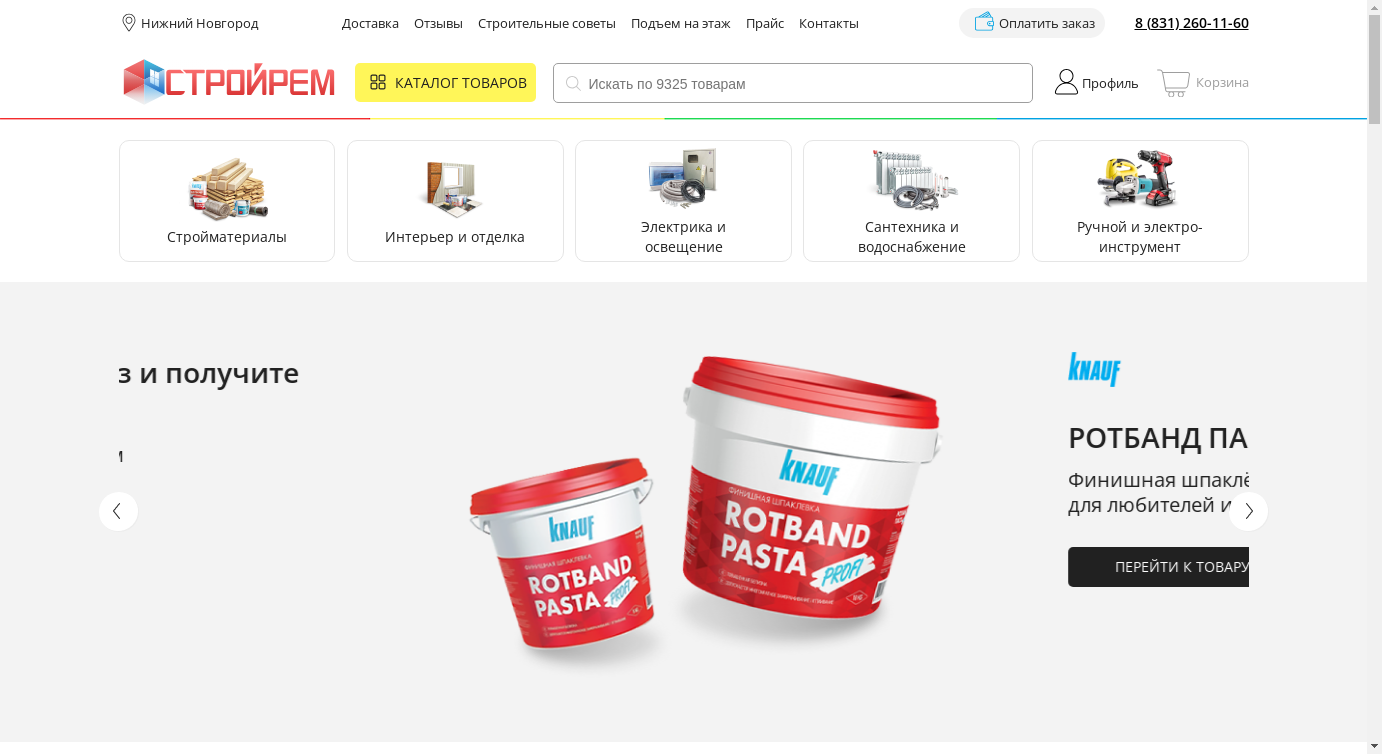 Нижний Новгород
Доставка
Отзывы
Строительные советы
Подъем на этаж
Прайс
Контакты
Оплатить заказ
8 (831) 260-11-60
СТРОЙРЕМ
КАТАЛОГ ТОВАРОВ
Искать по 9325 товарам
Профиль
Корзина
Стройматериалы
Интерьер и отделка
Электрика и
освещение
Сантехника и
водоснабжение
Ручной и электро-
инструмент
з и получите
KNAUF
ФИНИШНАЯ ШПАКЛЕВКА
ROTBAND
PASTA
PROFI
KNAUF
ФИНИШНАЯ ШПАКЛЕВКА
ROTBAND
PASTA
PROFI
KNAUF
РОТБАНД ПА
Финишная шпаклё
для любителей и
ПЕРЕЙТИ К ТОВАРУ